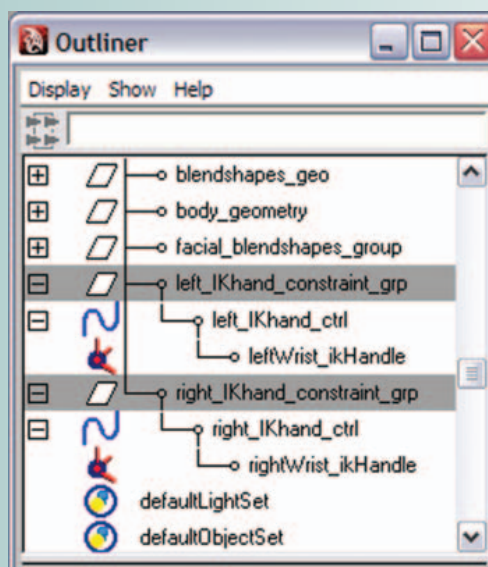 Outliner
Display Show Help
blendshapes_geo
body_geometry
facial_blendshapes_group
left_IKhand_constraint_grp
left_IKhand_ctrl
leftWrist_ikHandle
right_IKhand_constraint_grp
right_IKhand_ctrl
rightWrist_ikHandle
defaultLightSet
defaultObjectSet